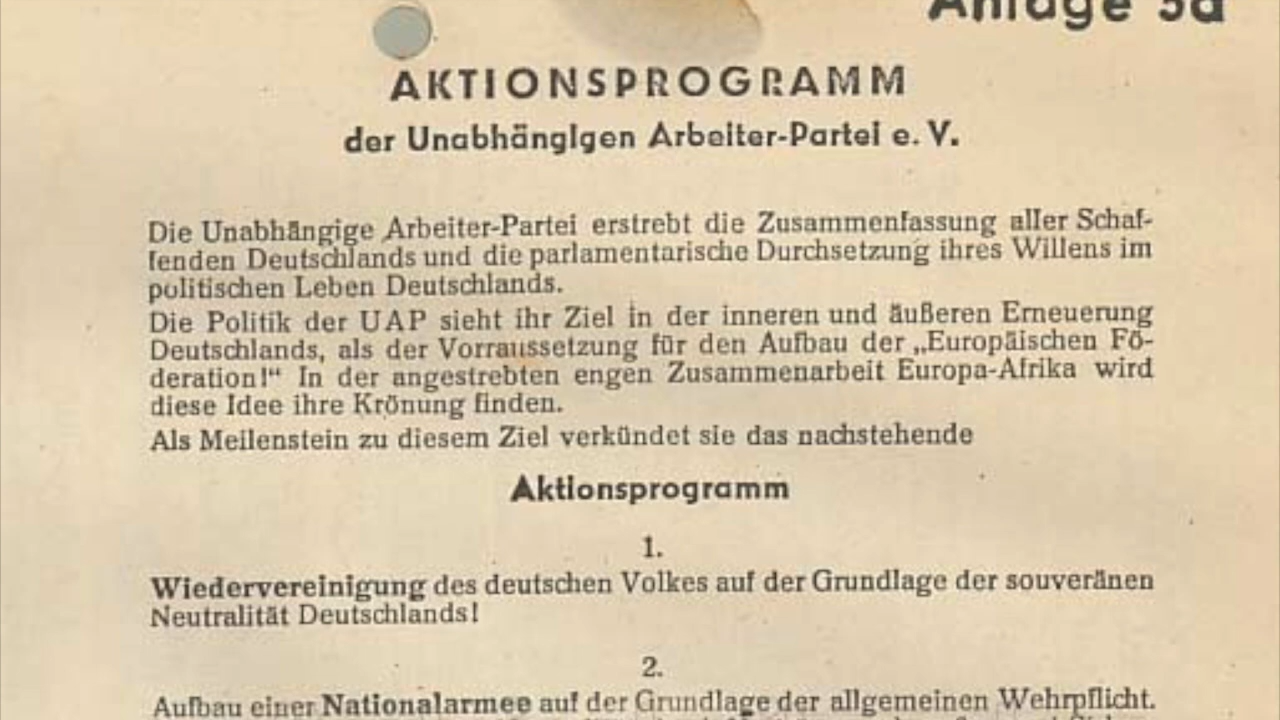 Anlage 5a
AKTIONSPROGRAMM
der Unabhängigen Arbeiter-Partei e. V.
Die Unabhängige Arbeiter-Partei erstrebt die Zusammenfassung aller Schaf-
fenden Deutschlands und die parlamentarische Durchsetzung ihres Willens im
politischen Leben Deutschlands.
Die Politik der UAP sieht ihr Ziel in der inneren und äußeren Erneuerung
Deutschlands, als der Vorraussetzung für den Aufbau der „Europäischen Fö-
deration!“ In der angestrebten engen Zusammenarbeit Europa-Afrika wird
diese Idee ihre Krönung finden.
Als Meilenstein zu diesem Ziel verkündet sie das nachstehende
Aktionsprogramm
1.
Wiedervereinigung des deutschen Volkes auf der Grundlage der souveränen
Neutralität Deutschlands!
2.
Aufbau einer Nationalarmee auf der Grundlage der allgemeinen Wehrpflicht.